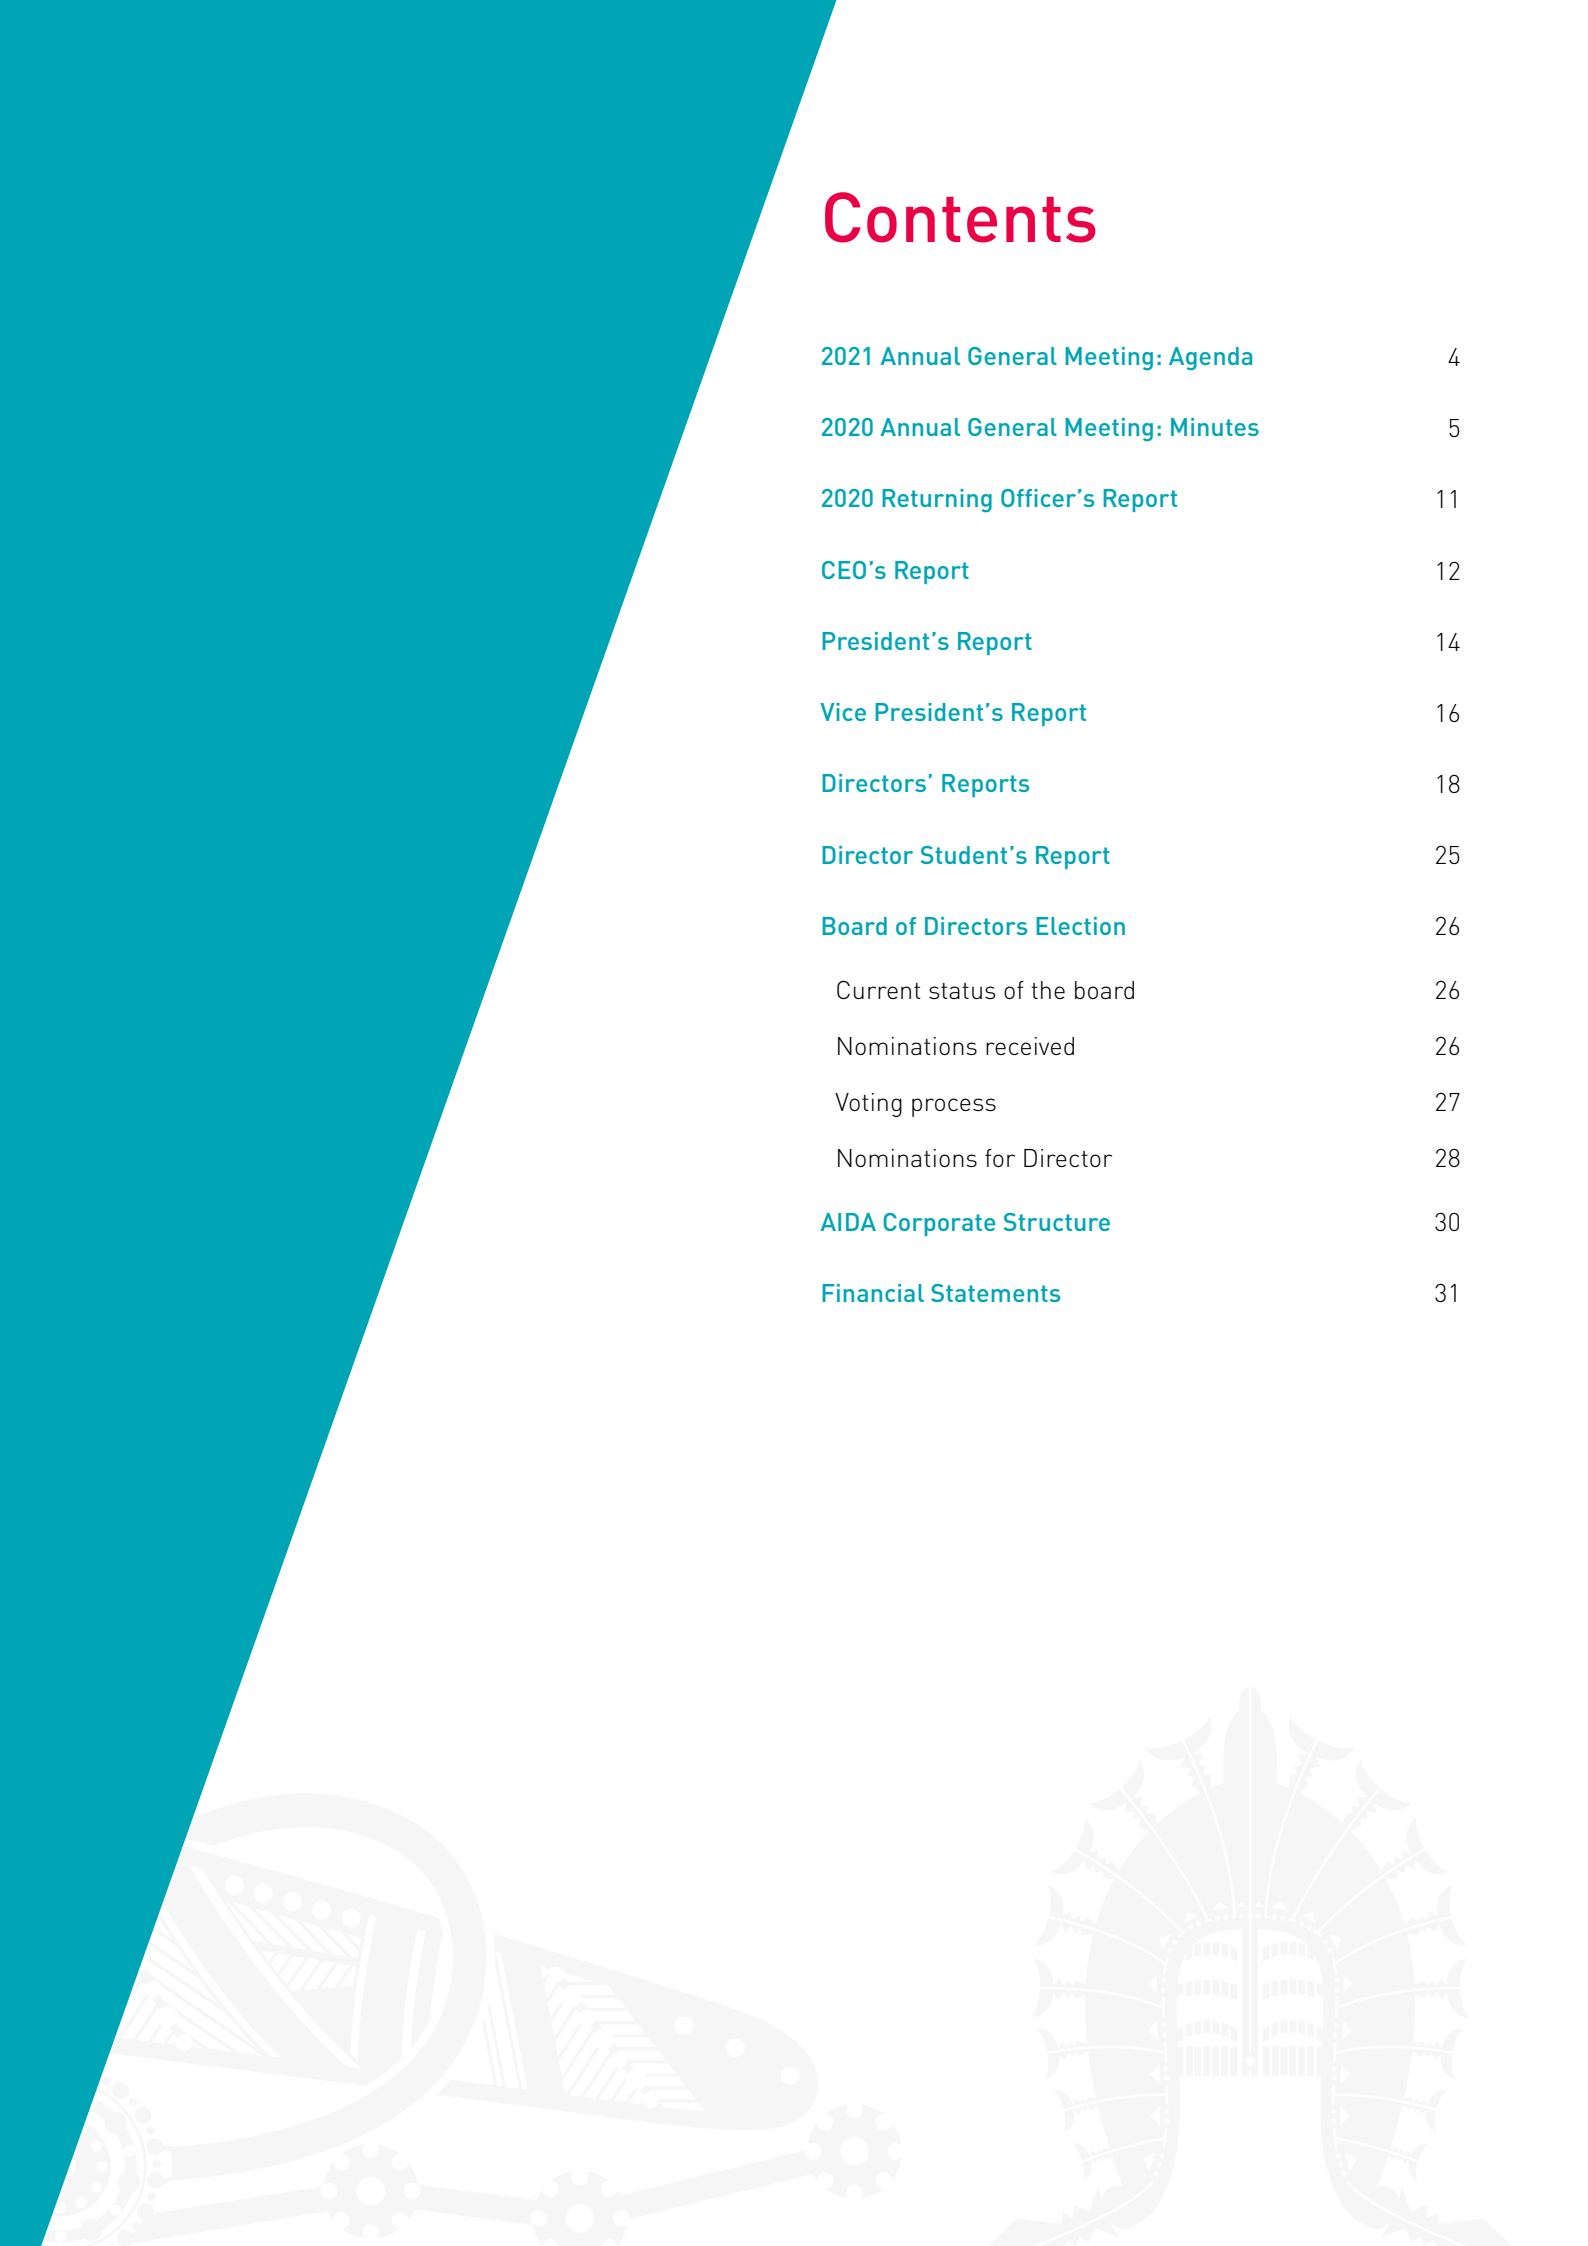 Contents
2021 Annual General Meeting: Agenda 4
2020 Annual General Meeting: Minutes 5
2020 Returning Officer’s Report 11
CEO’s Report 12
President’s Report 14
Vice President’s Report 16
Directors’ Reports 18
Director Student’s Report 25
Board of Directors Election 26
Current status of the board 26
Nominations received 26
Voting process 27
Nominations for Director 28
AIDA Corporate Structure 30
Financial Statements 31